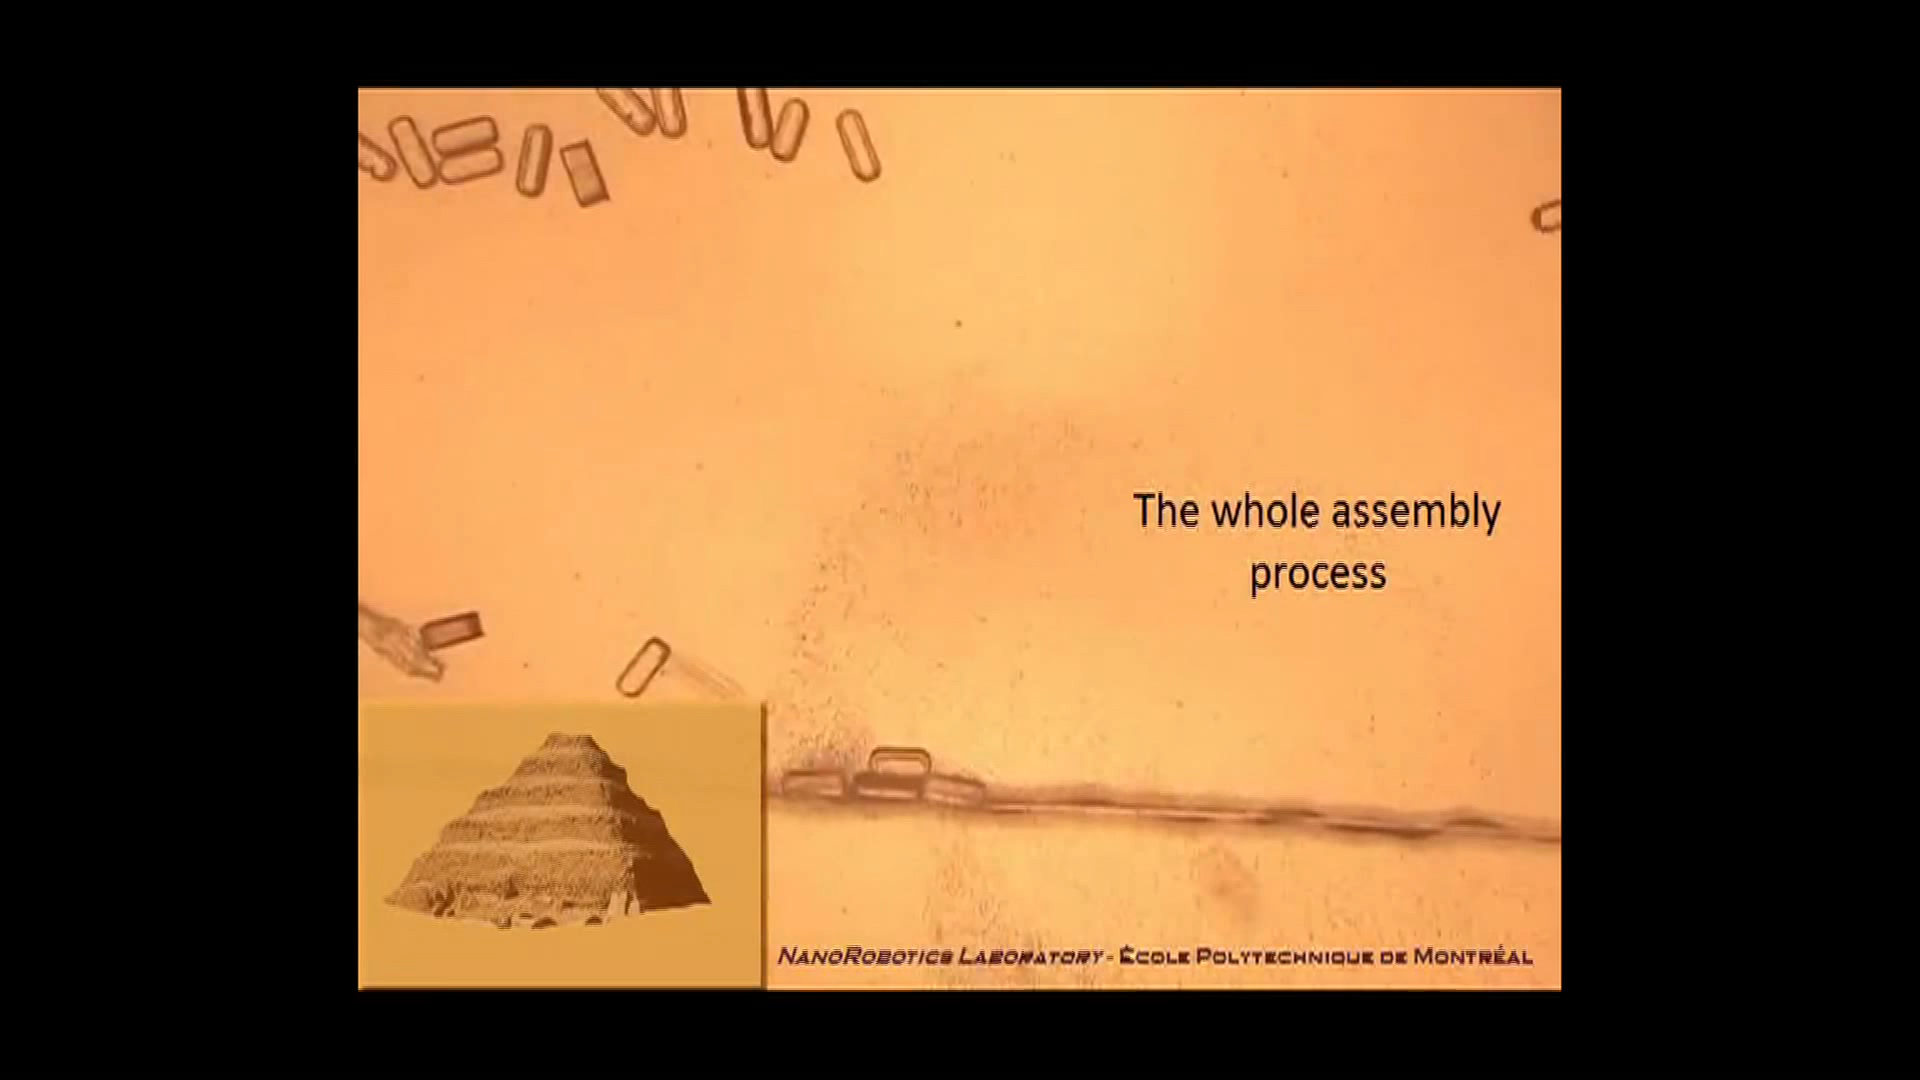 The whole assembly
process
NanoRobotics Laboratory - École Polytechnique de Montréal